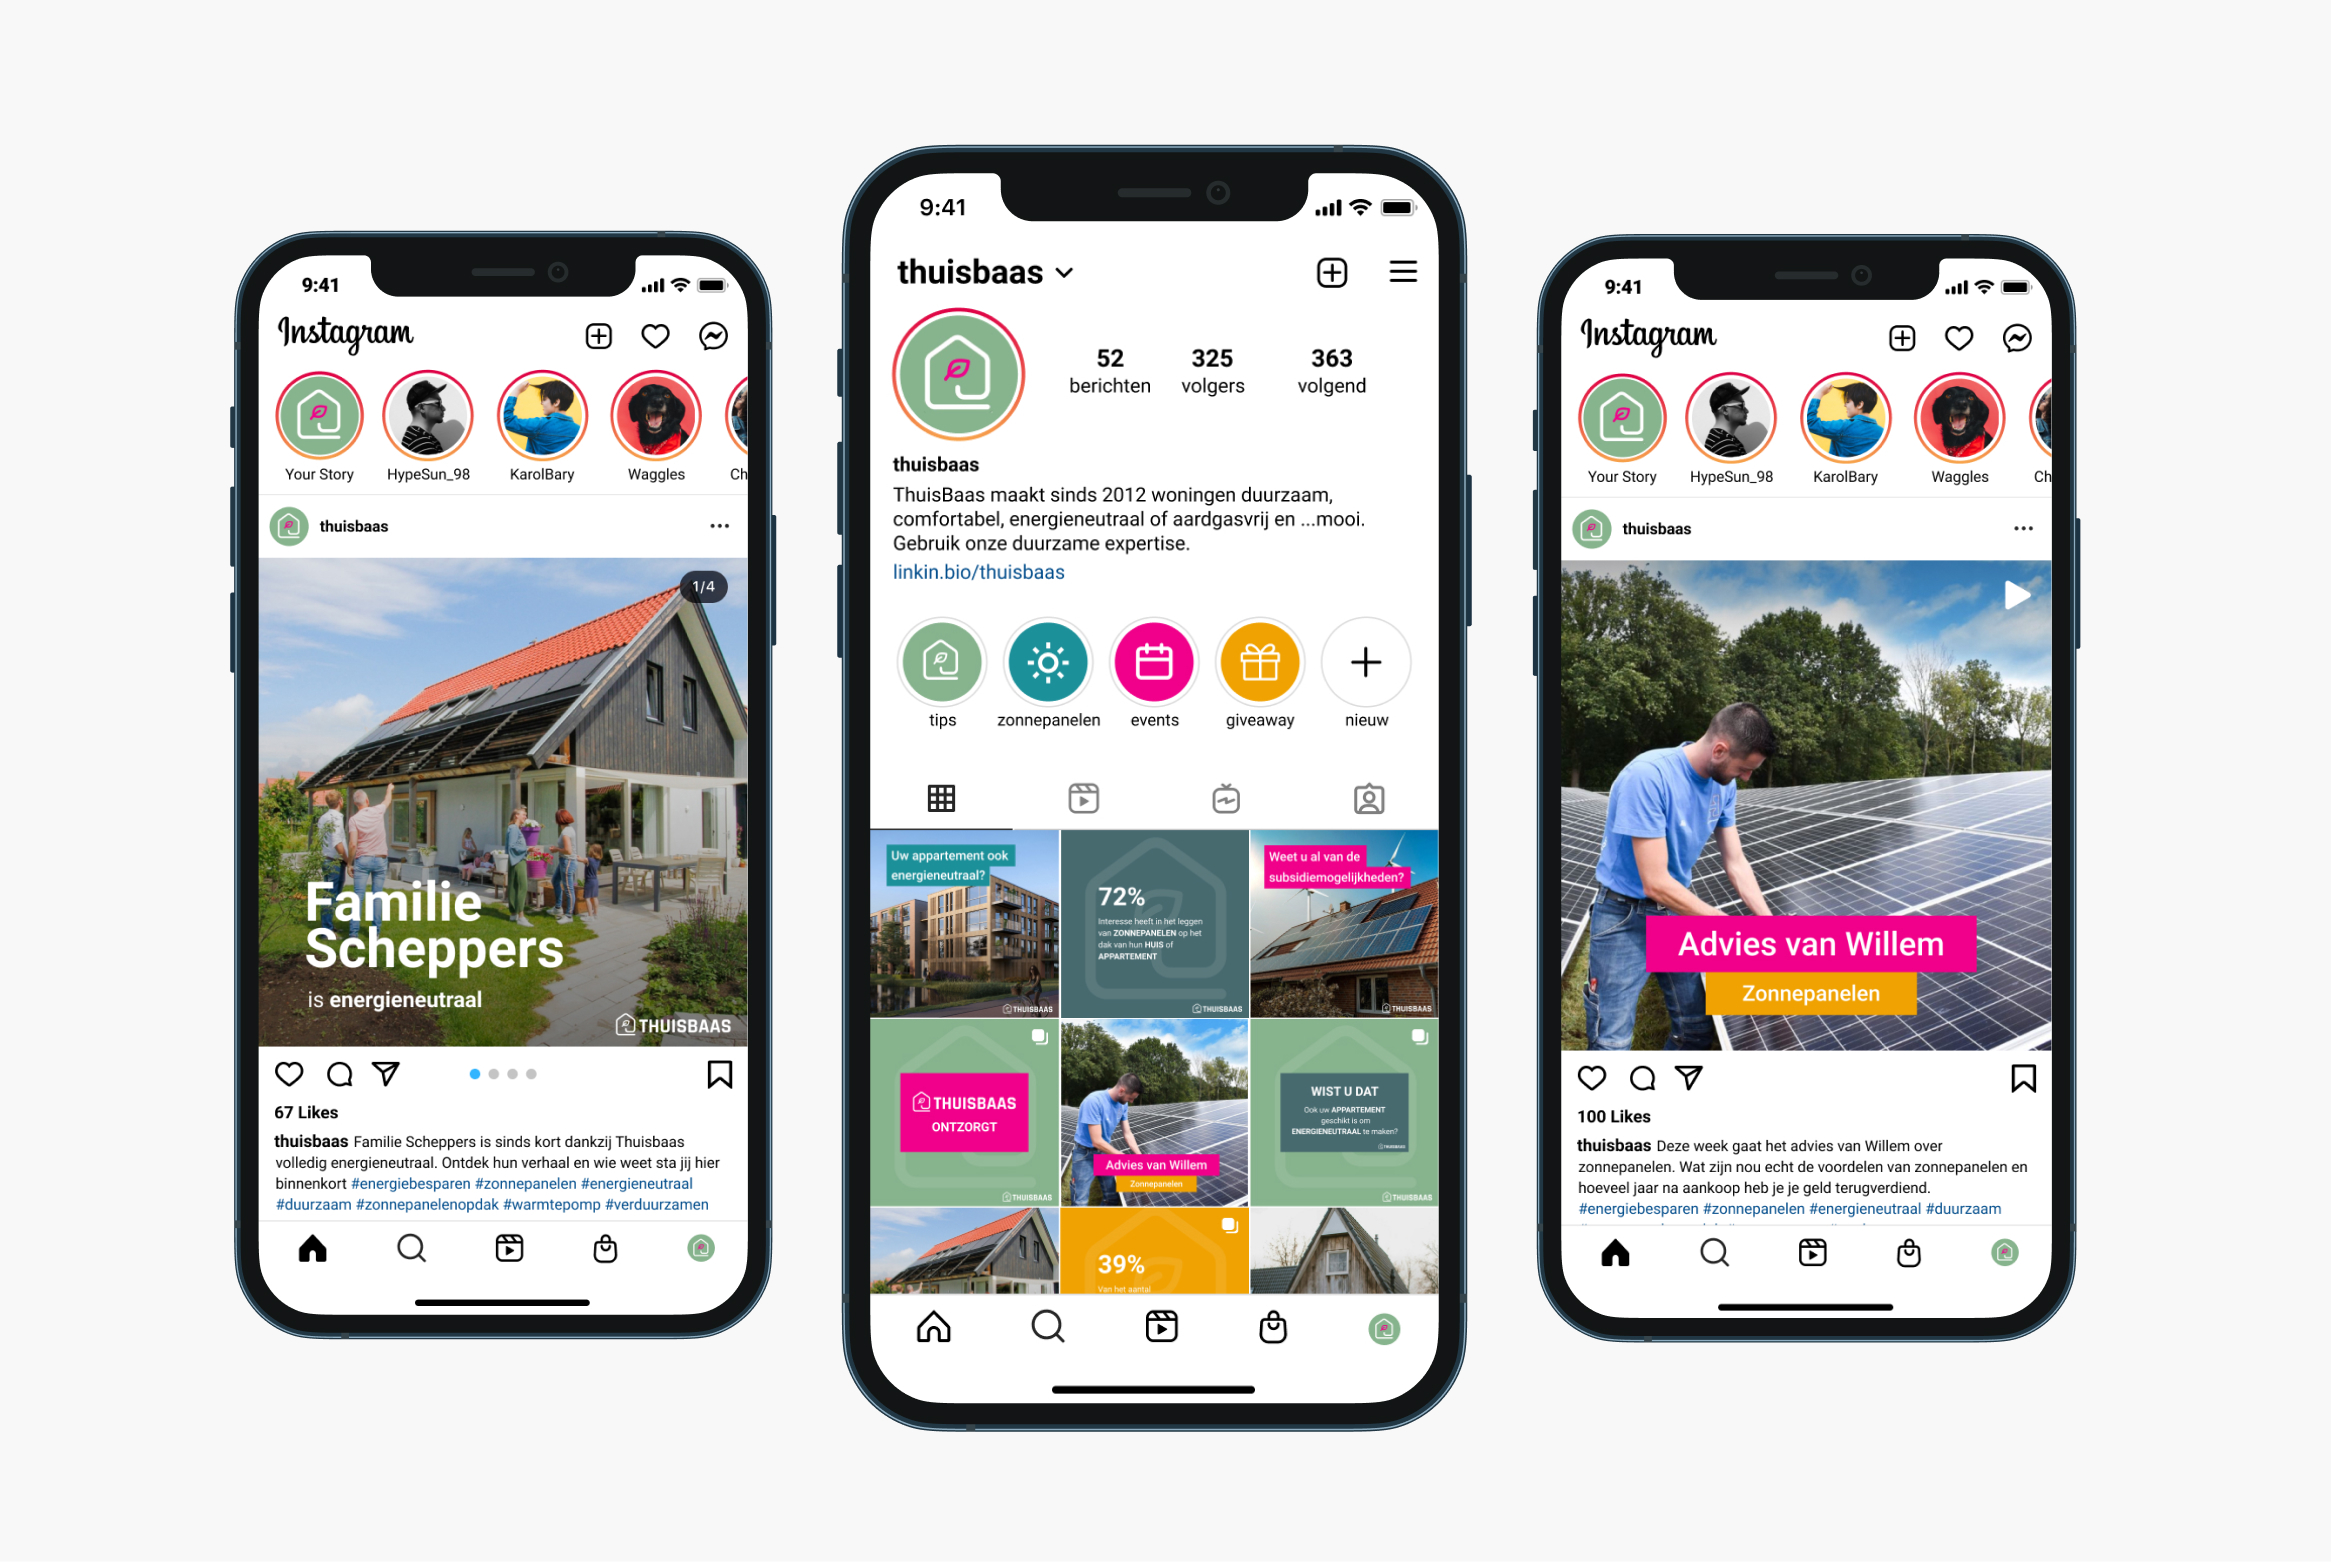 9:41
Instagram
Your Story
HypeSun_98
KarolBary
Waggles
Ch
thuisbaas
1/4
Familie
Scheppers
is energieneutraal
THUISBAAS
67 Likes
thuisbaas Familie Scheppers is sinds kort dankzij Thuisbaas
volledig energieneutraal. Ontdek hun verhaal en wie weet sta jij hier
binnenkort #energiebesparen #zonnepanelen #energieneutraal
#duurzaam #zonnepanelenopdak #warmtepomp #verduurzamen
9:41
thuisbaas
52
berichten
325
volgers
363
volgend
thuisbaas
ThuisBaas maakt sinds 2012 woningen duurzaam,
comfortabel, energieneutraal of aardgasvrij en ...mooi.
Gebruik onze duurzame expertise.
linkin.bio/thuisbaas
tips
zonnepanelen
events
giveaway
nieuw
Uw appartement ook
energieneutraal?
THUISBAAS
72%
Interesse heeft in het leggen
van ZONNEPANELEN op het
dak van hun HUIS of
APPARTEMENT
THUISBAAS
Weet u al van de
subsidiemogelijkheden?
THUISBAAS
THUISBAAS
ONTZORGT
THUISBAAS
Advies van Willem
Zonnepanelen
WIST U DAT
Ook uw APPARTEMENT
geschikt is om
ENERGIENEUTRAAL te maken?
THUISBAAS
THUISBAAS
39%
Van het aantal
9:41
Instagram
Your Story
HypeSun_98
KarolBary
Waggles
Ch
thuisbaas
Advies van Willem
Zonnepanelen
100 Likes
thuisbaas Deze week gaat het advies van Willem over
zonnepanelen. Wat zijn nou echt de voordelen van zonnepanelen en
hoeveel jaar na aankoop heb je je geld terugverdiend.
#energiebesparen #zonnepanelen #energieneutraal #duurzaam